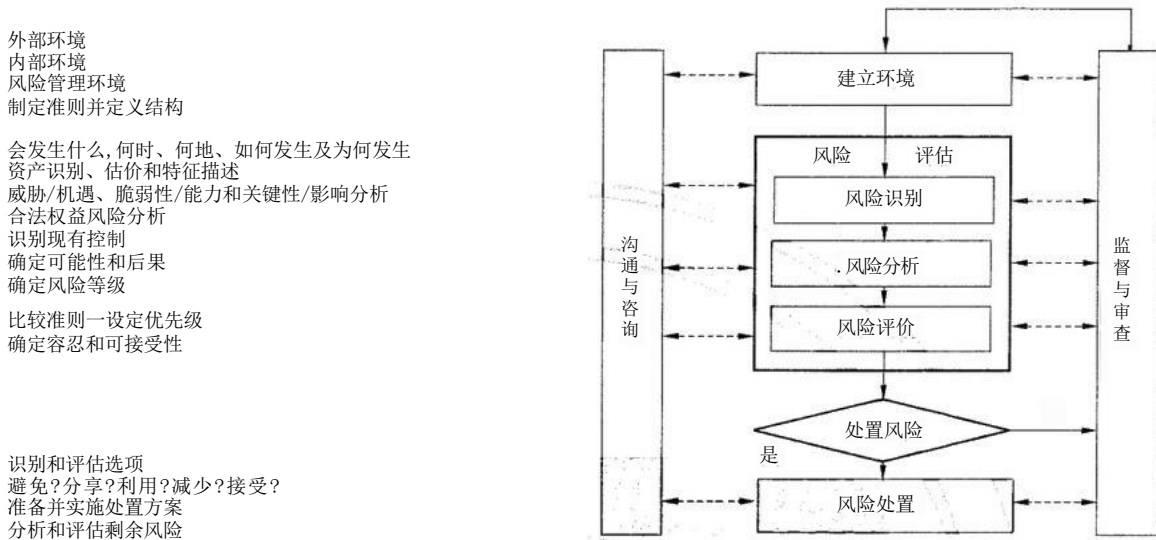 外部环境
内部环境
风险管理环境
制定准则并定义结构
会发生什么,何时、何地、如何发生及为何发生
资产识别、估价和特征描述
威胁/机遇、脆弱性/能力和关键性/影响分析
合法权益风险分析
识别现有控制
确定可能性和后果
确定风险等级
比较准则一设定优先级
确定容忍和可接受性
识别和评估选项
避免?分享?利用?减少?接受?
准备并实施处置方案
分析和评估剩余风险
沟通与咨询
建立环境
风险 评估
风险识别
.风险分析
风险评价
处置风险
是
风险处置
监督与审查